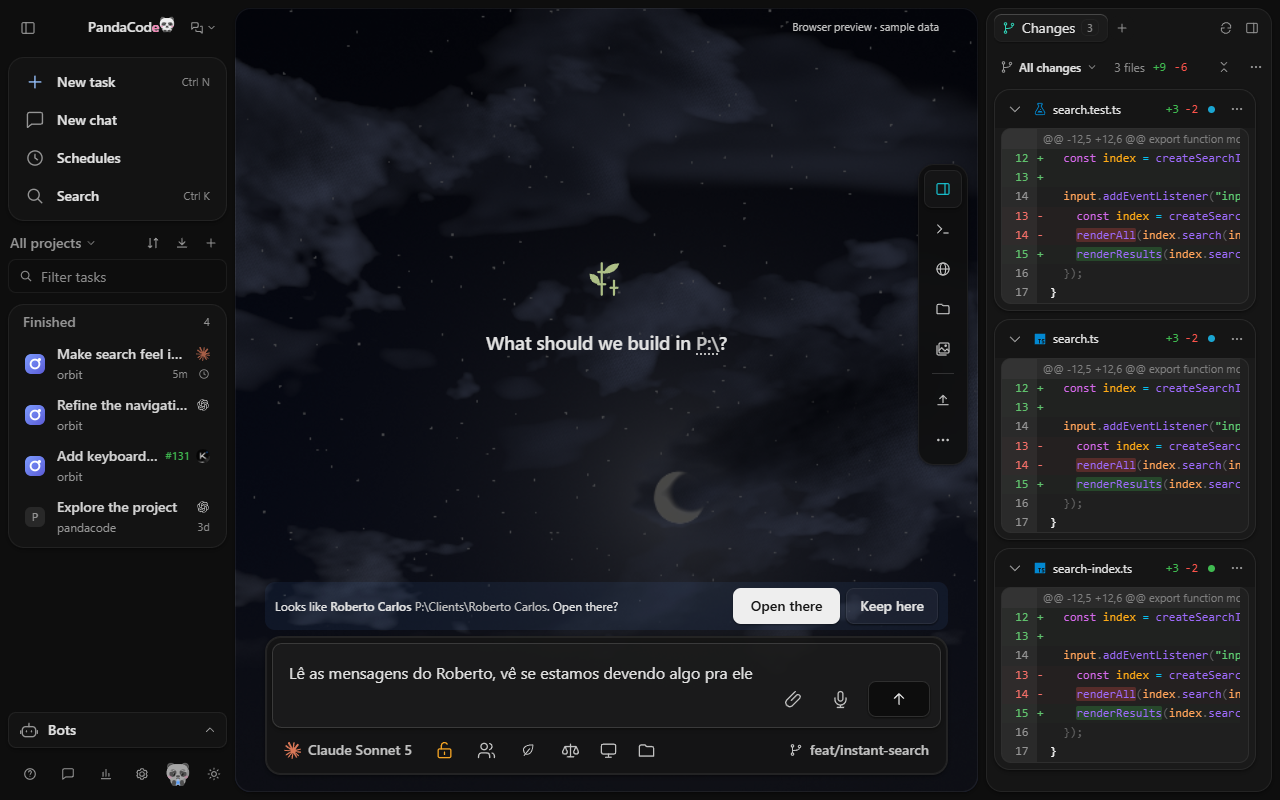 PandaCode
New task Ctrl N
New chat
Schedules
Search Ctrl K
All projects
Filter tasks
Finished 4
Make search feel i...
orbit 5m
Refine the navigati...
orbit
Add keyboard... #131
orbit
Explore the project
P
pandacode 3d
Bots
Browser preview · sample data
What should we build in P:\?
Looks like Roberto Carlos P:\Clients\Roberto Carlos. Open there?
Open there
Keep here
Lê as mensagens do Roberto, vê se estamos devendo algo pra ele
Claude Sonnet 5
feat/instant-search
Changes 3
All changes 3 files +9 -6
search.test.ts +3 -2
@@ -12,5 +12,6 @@ export function mo
12 + const index = createSearchI
13 +
14 input.addEventListener("inp
13 - const index = createSearc
14 - renderAll(index.search(in
15 + renderResults(index.searc
16 });
17 }
search.ts +3 -2
@@ -12,5 +12,6 @@ export function mo
12 + const index = createSearchI
13 +
14 input.addEventListener("inp
13 - const index = createSearc
14 - renderAll(index.search(in
15 + renderResults(index.searc
16 });
17 }
search-index.ts +3 -2
@@ -12,5 +12,6 @@ export function mo
12 + const index = createSearchI
13 +
14 input.addEventListener("inp
13 - const index = createSearc
14 - renderAll(index.search(in
15 + renderResults(index.searc
16 });
17 }